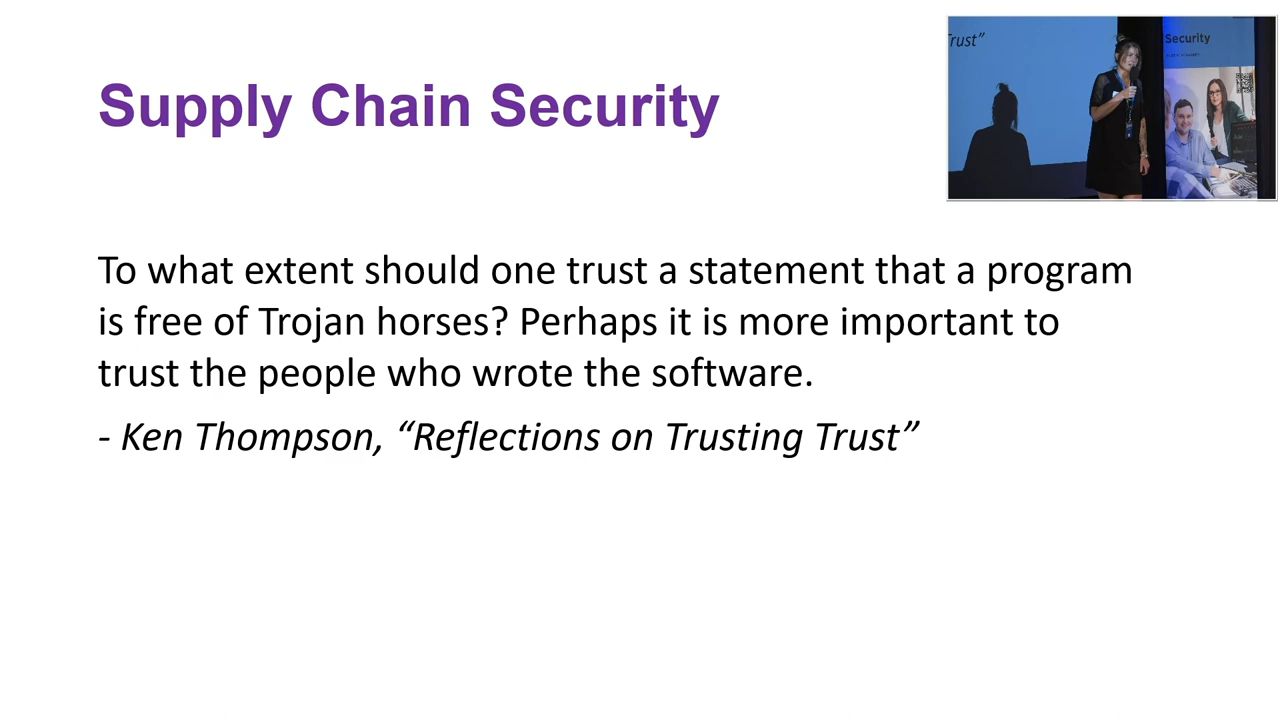 Supply Chain Security
To what extent should one trust a statement that a program
is free of Trojan horses? Perhaps it is more important to
trust the people who wrote the software.
- Ken Thompson, “Reflections on Trusting Trust”
Trust”
Security